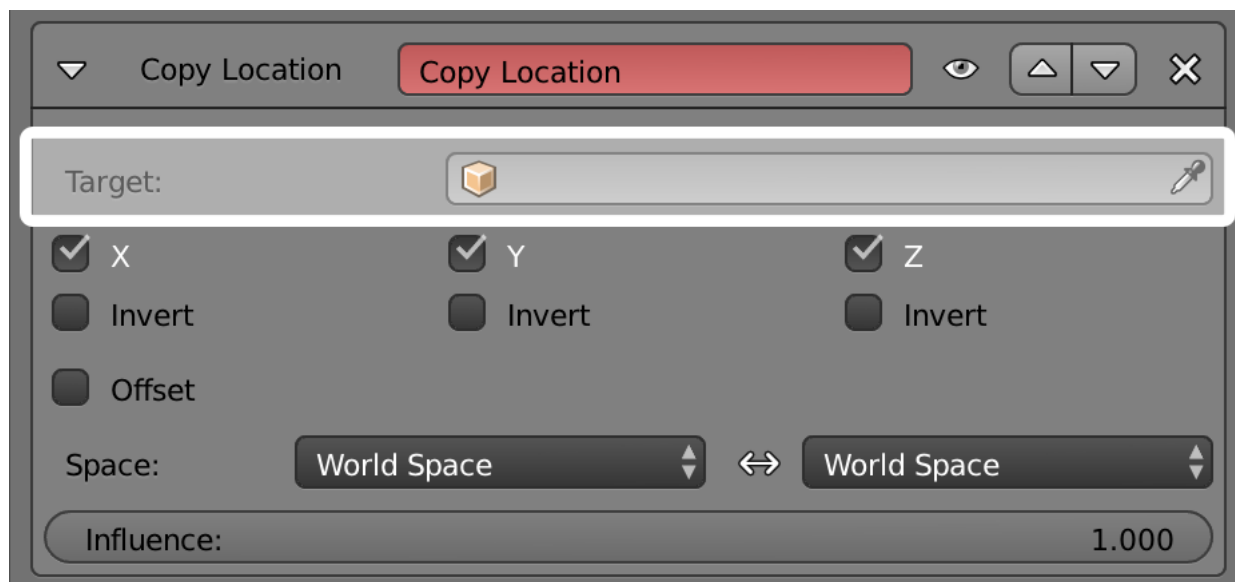 Copy Location Copy Location
Target:
X Y Z
Invert Invert Invert
Offset
Space: World Space World Space
Influence: 1.000